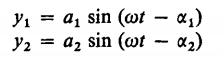 y₁ = a₁ sin (ωt − α₁)
y₂ = a₂ sin (ωt − α₂)